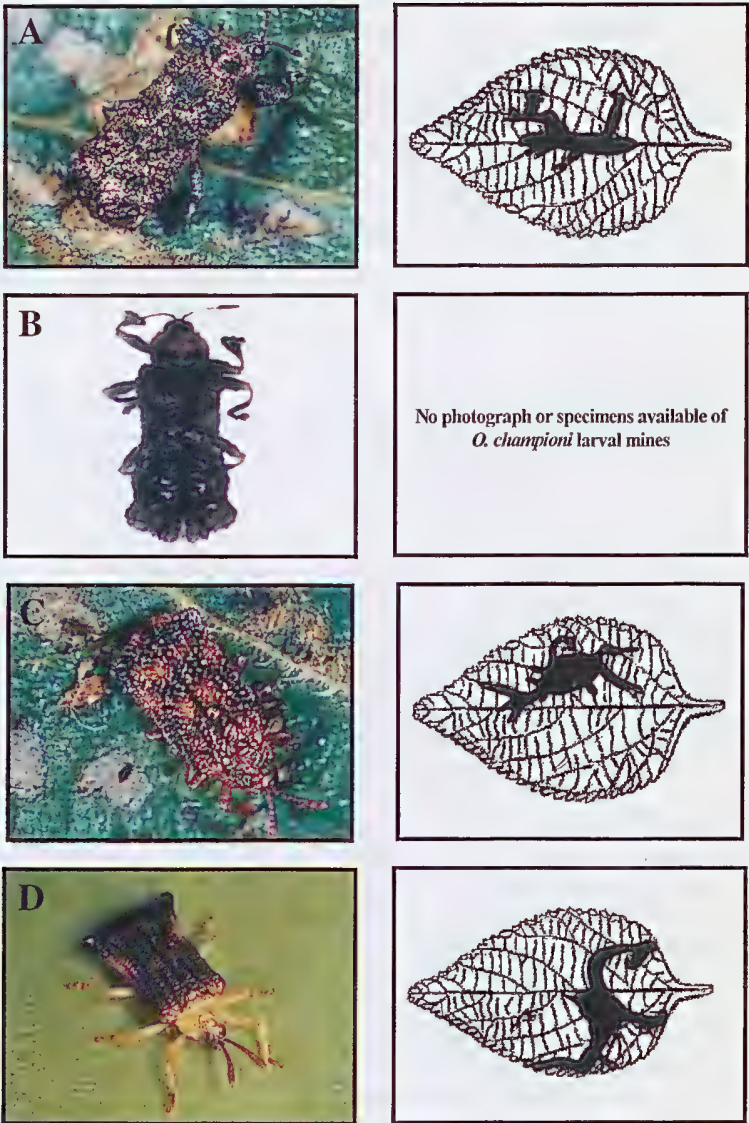 A
B
No photograph or specimens available of
O. championi larval mines
C
D